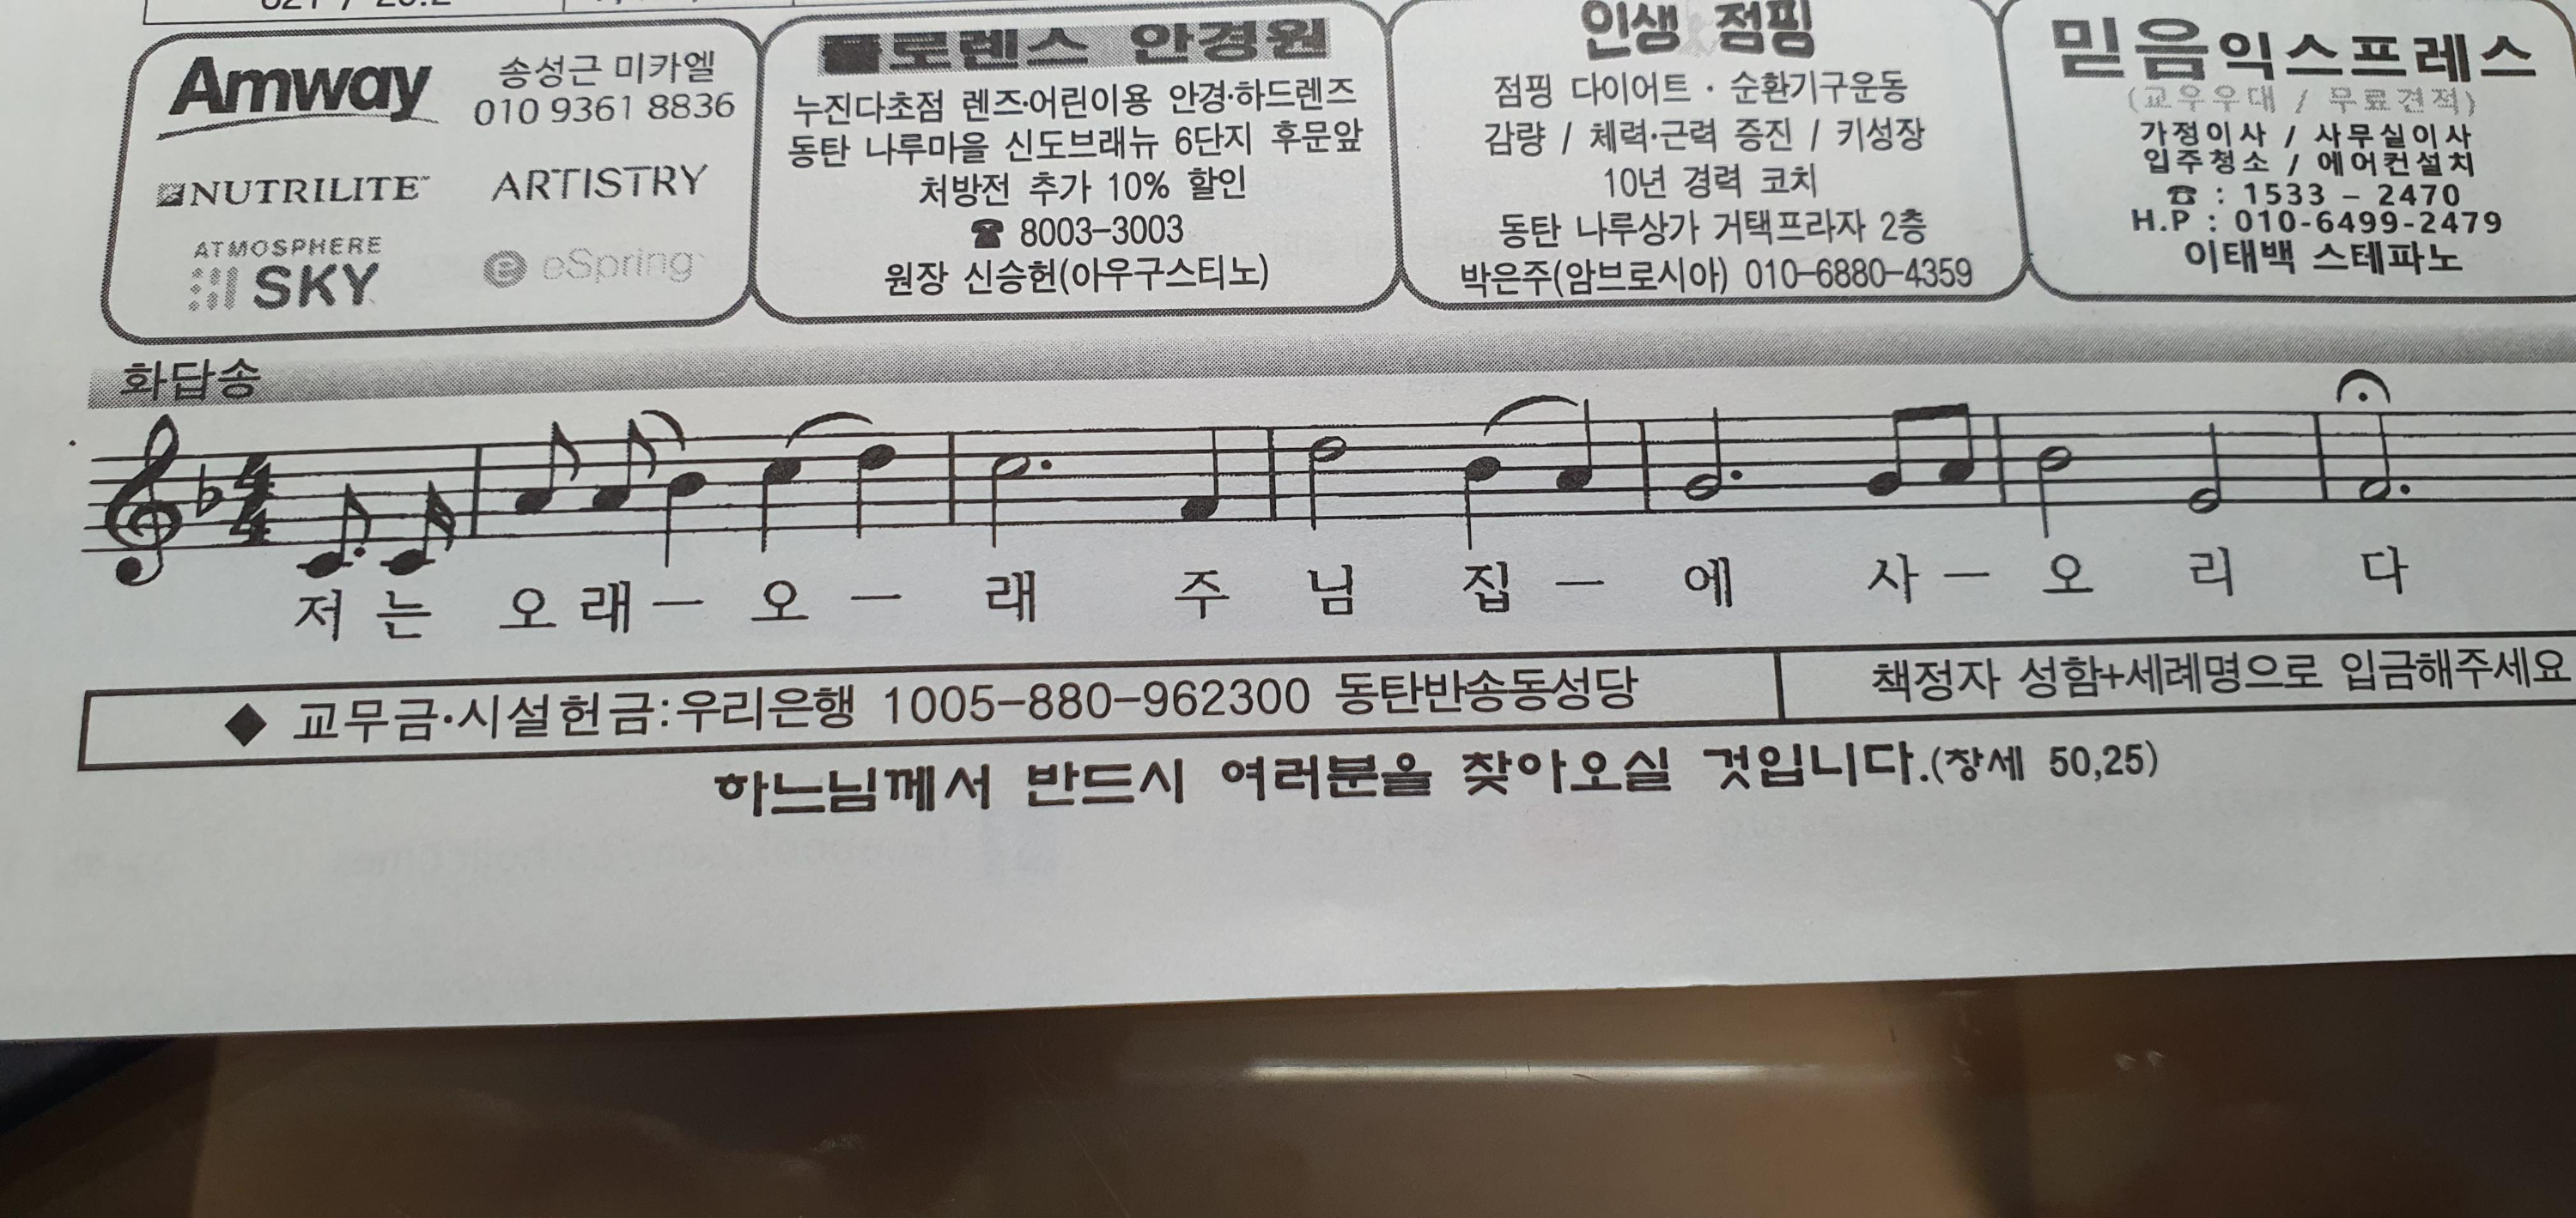 Amway
송성근 미카엘
010 9361 8836
NUTRILITE™
ARTISTRY
ATMOSPHERE
SKY
eSpring
플로렌스 안경원
누진다초점 렌즈·어린이용 안경·하드렌즈
동탄 나루마을 신도브래뉴 6단지 후문앞
처방전 추가 10% 할인
☎ 8003-3003
원장 신승헌(아우구스티노)
인생 점핑
점핑 다이어트 · 순환기구운동
감량 / 체력·근력 증진 / 키성장
10년 경력 코치
동탄 나루상가 거택프라자 2층
박은주(암브로시아) 010-6880-4359
믿음익스프레스
(교우우대 / 무료견적)
가정이사 / 사무실이사
입주청소 / 에어컨설치
☎ : 1533 - 2470
H.P : 010-6499-2479
이태백 스테파노
화답송
저 는 오 래 - 오 - 래 주 님 집 - 에 사 - 오 리 다
◆ 교무금·시설헌금:우리은행 1005-880-962300 동탄반송동성당
책정자 성함+세례명으로 입금해주세요
하느님께서 반드시 여러분을 찾아오실 것입니다.(창세 50,25)